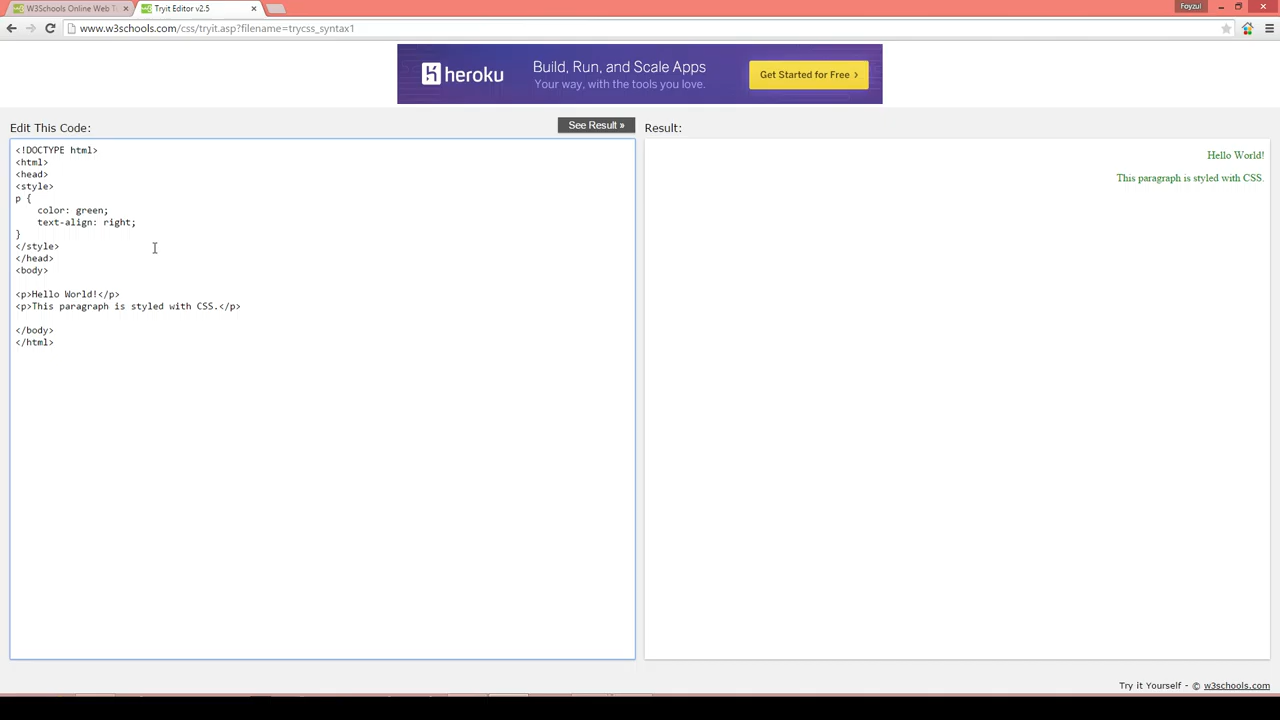 W3Schools Online Web T
Tryit Editor v2.5
Foyzul
www.w3schools.com/css/tryit.asp?filename=trycss_syntax1
heroku
Build, Run, and Scale Apps
Your way, with the tools you love.
Get Started for Free ›
Edit This Code:
See Result »
Result:
<!DOCTYPE html>
<html>
<head>
<style>
p {
    color: green;
    text-align: right;
}
</style>
</head>
<body>
<p>Hello World!</p>
<p>This paragraph is styled with CSS.</p>
</body>
</html>
Hello World!
This paragraph is styled with CSS.
Try it Yourself - © w3schools.com